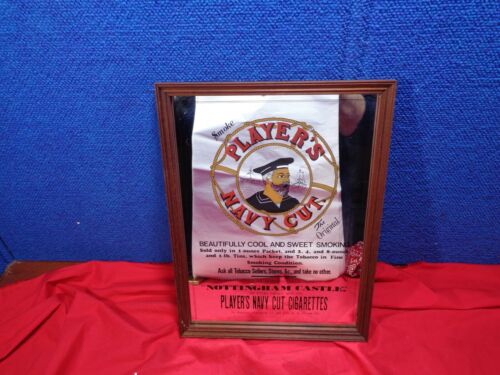 Smoke
PLAYER'S
NAVY CUT.
The Original.
BEAUTIFULLY COOL AND SWEET SMOKING
Sold only in 1-ounce Packet, and 2, 4, and 8-ounce
and 1-lb. Tins, which keep the Tobacco in Fine
Smoking Condition.
Ask all Tobacco Sellers, Stores, &c., and take no other.
"NOTTINGHAM CASTLE"
PLAYER'S NAVY CUT CIGARETTES